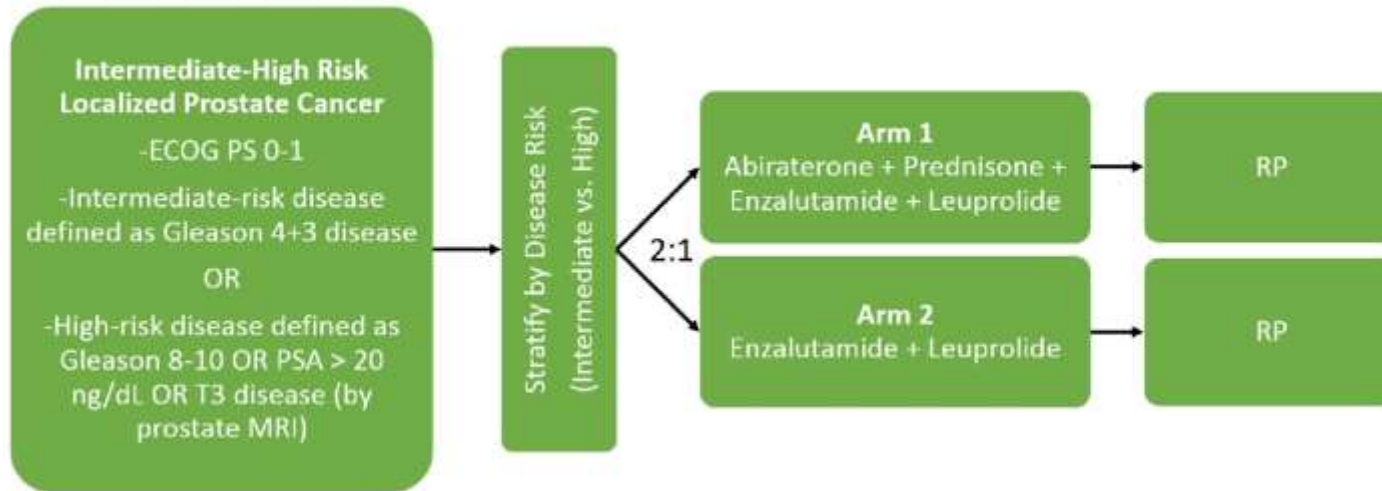 Intermediate-High Risk
Localized Prostate Cancer
-ECOG PS 0-1
-Intermediate-risk disease
defined as Gleason 4+3 disease
OR
-High-risk disease defined as
Gleason 8-10 OR PSA > 20
ng/dL OR T3 disease (by
prostate MRI)
Stratify by Disease Risk
(Intermediate vs. High)
2:1
Arm 1
Abiraterone + Prednisone +
Enzalutamide + Leuprolide
RP
Arm 2
Enzalutamide + Leuprolide
RP